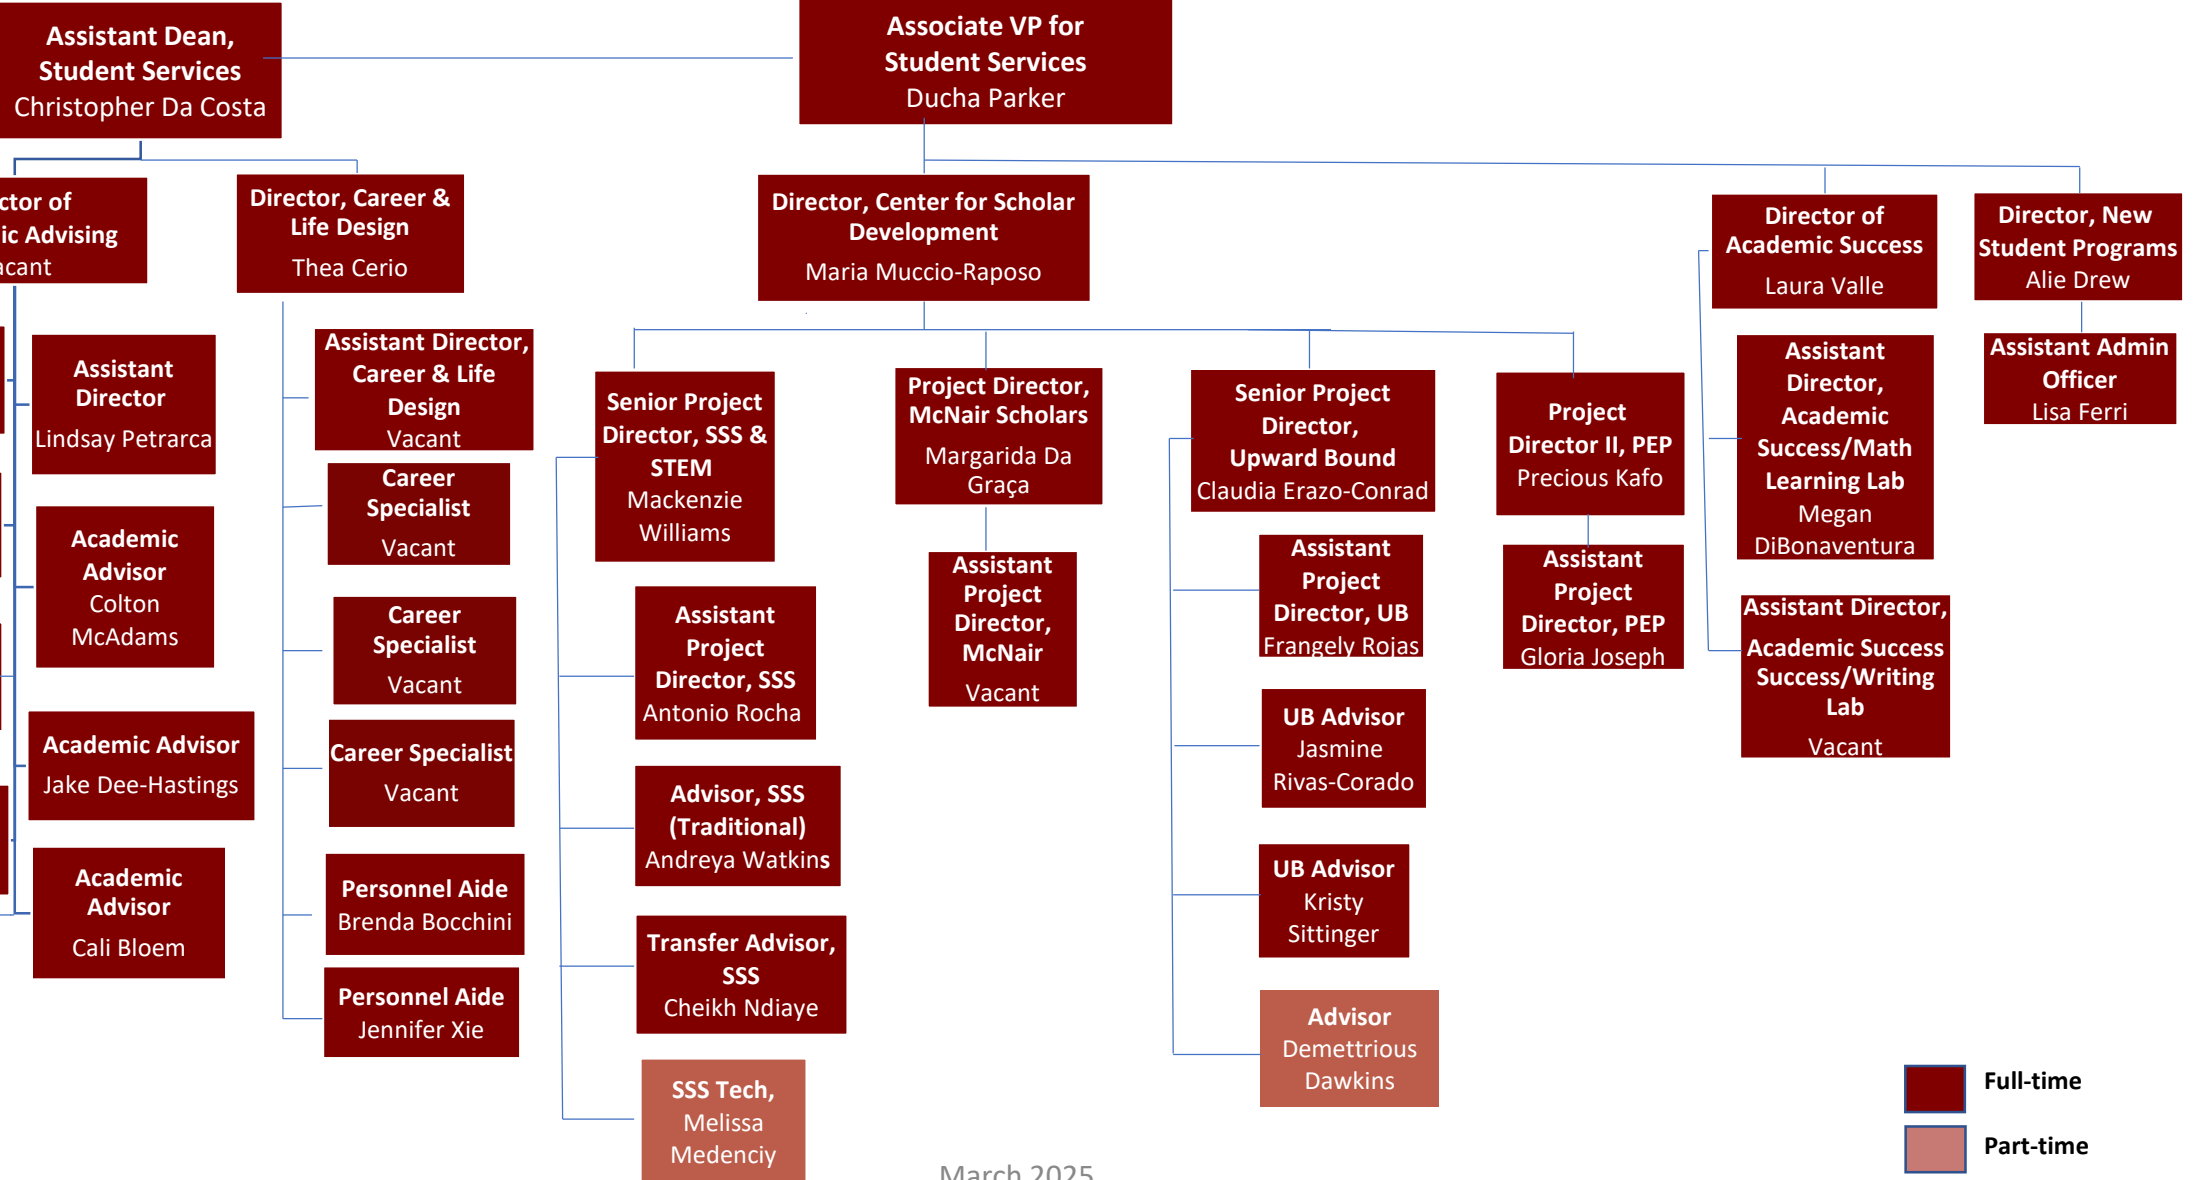 Assistant Dean,
Student Services
Christopher Da Costa
Associate VP for
Student Services
Ducha Parker
of
Advising
Director, Career &
Life Design
Thea Cerio
Director, Center for Scholar
Development
Maria Muccio-Raposo
Director of
Academic Success
Laura Valle
Director, New
Student Programs
Alie Drew
Assistant
Director
Lindsay Petrarca
Academic
Advisor
Colton
McAdams
Academic Advisor
Jake Dee-Hastings
Academic
Advisor
Cali Bloem
Assistant Director,
Career & Life
Design
Vacant
Career
Specialist
Vacant
Career
Specialist
Vacant
Career Specialist
Vacant
Personnel Aide
Brenda Bocchini
Personnel Aide
Jennifer Xie
Senior Project
Director, SSS &
STEM
Mackenzie
Williams
Assistant
Project
Director, SSS
Antonio Rocha
Advisor, SSS
(Traditional)
Andreya Watkins
Transfer Advisor,
SSS
Cheikh Ndiaye
SSS Tech,
Melissa
Medenciy
Project Director,
McNair Scholars
Margarida Da
Graça
Assistant
Project
Director,
McNair
Vacant
Senior Project
Director,
Upward Bound
Claudia Erazo-Conrad
Assistant
Project
Director, UB
Frangely Rojas
UB Advisor
Jasmine
Rivas-Corado
UB Advisor
Kristy
Sittinger
Advisor
Demettrious
Dawkins
Project
Director II, PEP
Precious Kafo
Assistant
Project
Director, PEP
Gloria Joseph
Assistant
Director,
Academic
Success/Math
Learning Lab
Megan
DiBonaventura
Assistant Director,
Academic Success
Success/Writing
Lab
Vacant
Assistant Admin
Officer
Lisa Ferri
Full-time
Part-time
March 2025